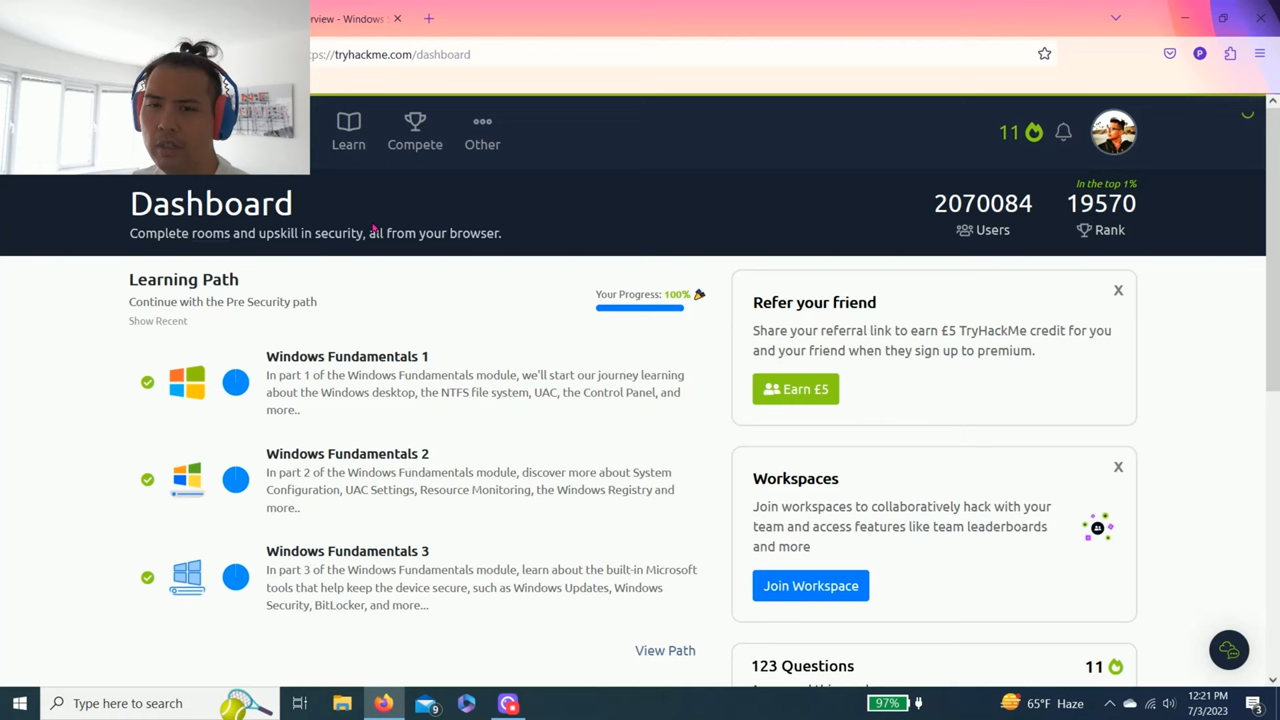 rview - Windows
tryhackme.com/dashboard
P
Learn
Compete
Other
11
Dashboard
Complete rooms and upskill in security, all from your browser.
In the top 1%
2070084
19570
Users
Rank
Learning Path
Continue with the Pre Security path
Show Recent
Your Progress: 100%
Windows Fundamentals 1
In part 1 of the Windows Fundamentals module, we'll start our journey learning
about the Windows desktop, the NTFS file system, UAC, the Control Panel, and
more..
Windows Fundamentals 2
In part 2 of the Windows Fundamentals module, discover more about System
Configuration, UAC Settings, Resource Monitoring, the Windows Registry and
more..
Windows Fundamentals 3
In part 3 of the Windows Fundamentals module, learn about the built-in Microsoft
tools that help keep the device secure, such as Windows Updates, Windows
Security, BitLocker, and more...
View Path
Refer your friend
X
Share your referral link to earn £5 TryHackMe credit for you
and your friend when they sign up to premium.
Earn £5
Workspaces
X
Join workspaces to collaboratively hack with your
team and access features like team leaderboards
and more
Join Workspace
123 Questions
11
Type here to search
9
97%
65°F Haze
12:21 PM
7/3/2023
3